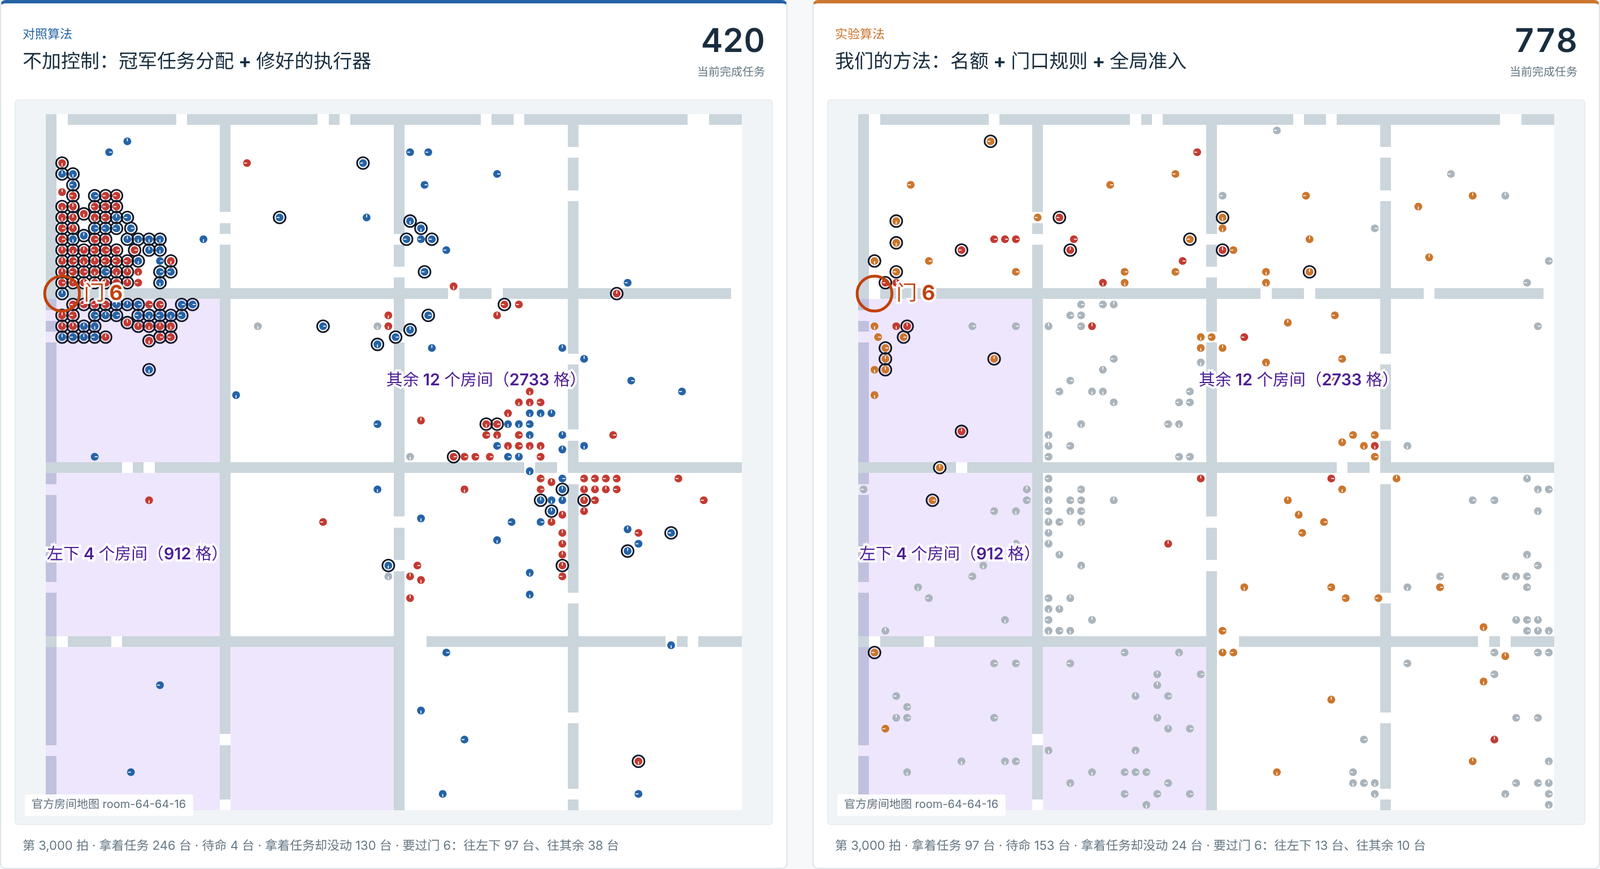 对照算法
不加控制：冠军任务分配 + 修好的执行器
420
当前完成任务
门 6
其余 12 个房间（2733 格）
左下 4 个房间（912 格）
官方房间地图 room-64-64-16
第 3,000 拍 · 拿着任务 246 台 · 待命 4 台 · 拿着任务却没动 130 台 · 要过门 6：往左下 97 台、往其余 38 台
实验算法
我们的方法：名额 + 门口规则 + 全局准入
778
当前完成任务
门 6
其余 12 个房间（2733 格）
左下 4 个房间（912 格）
官方房间地图 room-64-64-16
第 3,000 拍 · 拿着任务 97 台 · 待命 153 台 · 拿着任务却没动 24 台 · 要过门 6：往左下 13 台、往其余 10 台